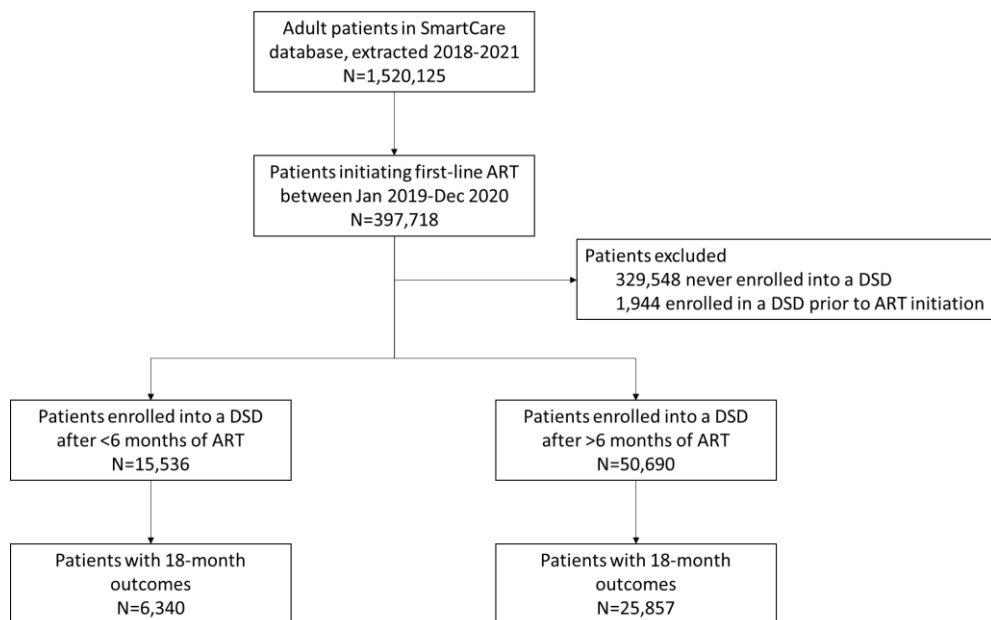 Adult patients in SmartCare
database, extracted 2018-2021
N=1,520,125
Patients initiating first-line ART
between Jan 2019-Dec 2020
N=397,718
Patients excluded
329,548 never enrolled into a DSD
1,944 enrolled in a DSD prior to ART initiation
Patients enrolled into a DSD
after <6 months of ART
N=15,536
Patients enrolled into a DSD
after >6 months of ART
N=50,690
Patients with 18-month
outcomes
N=6,340
Patients with 18-month
outcomes
N=25,857